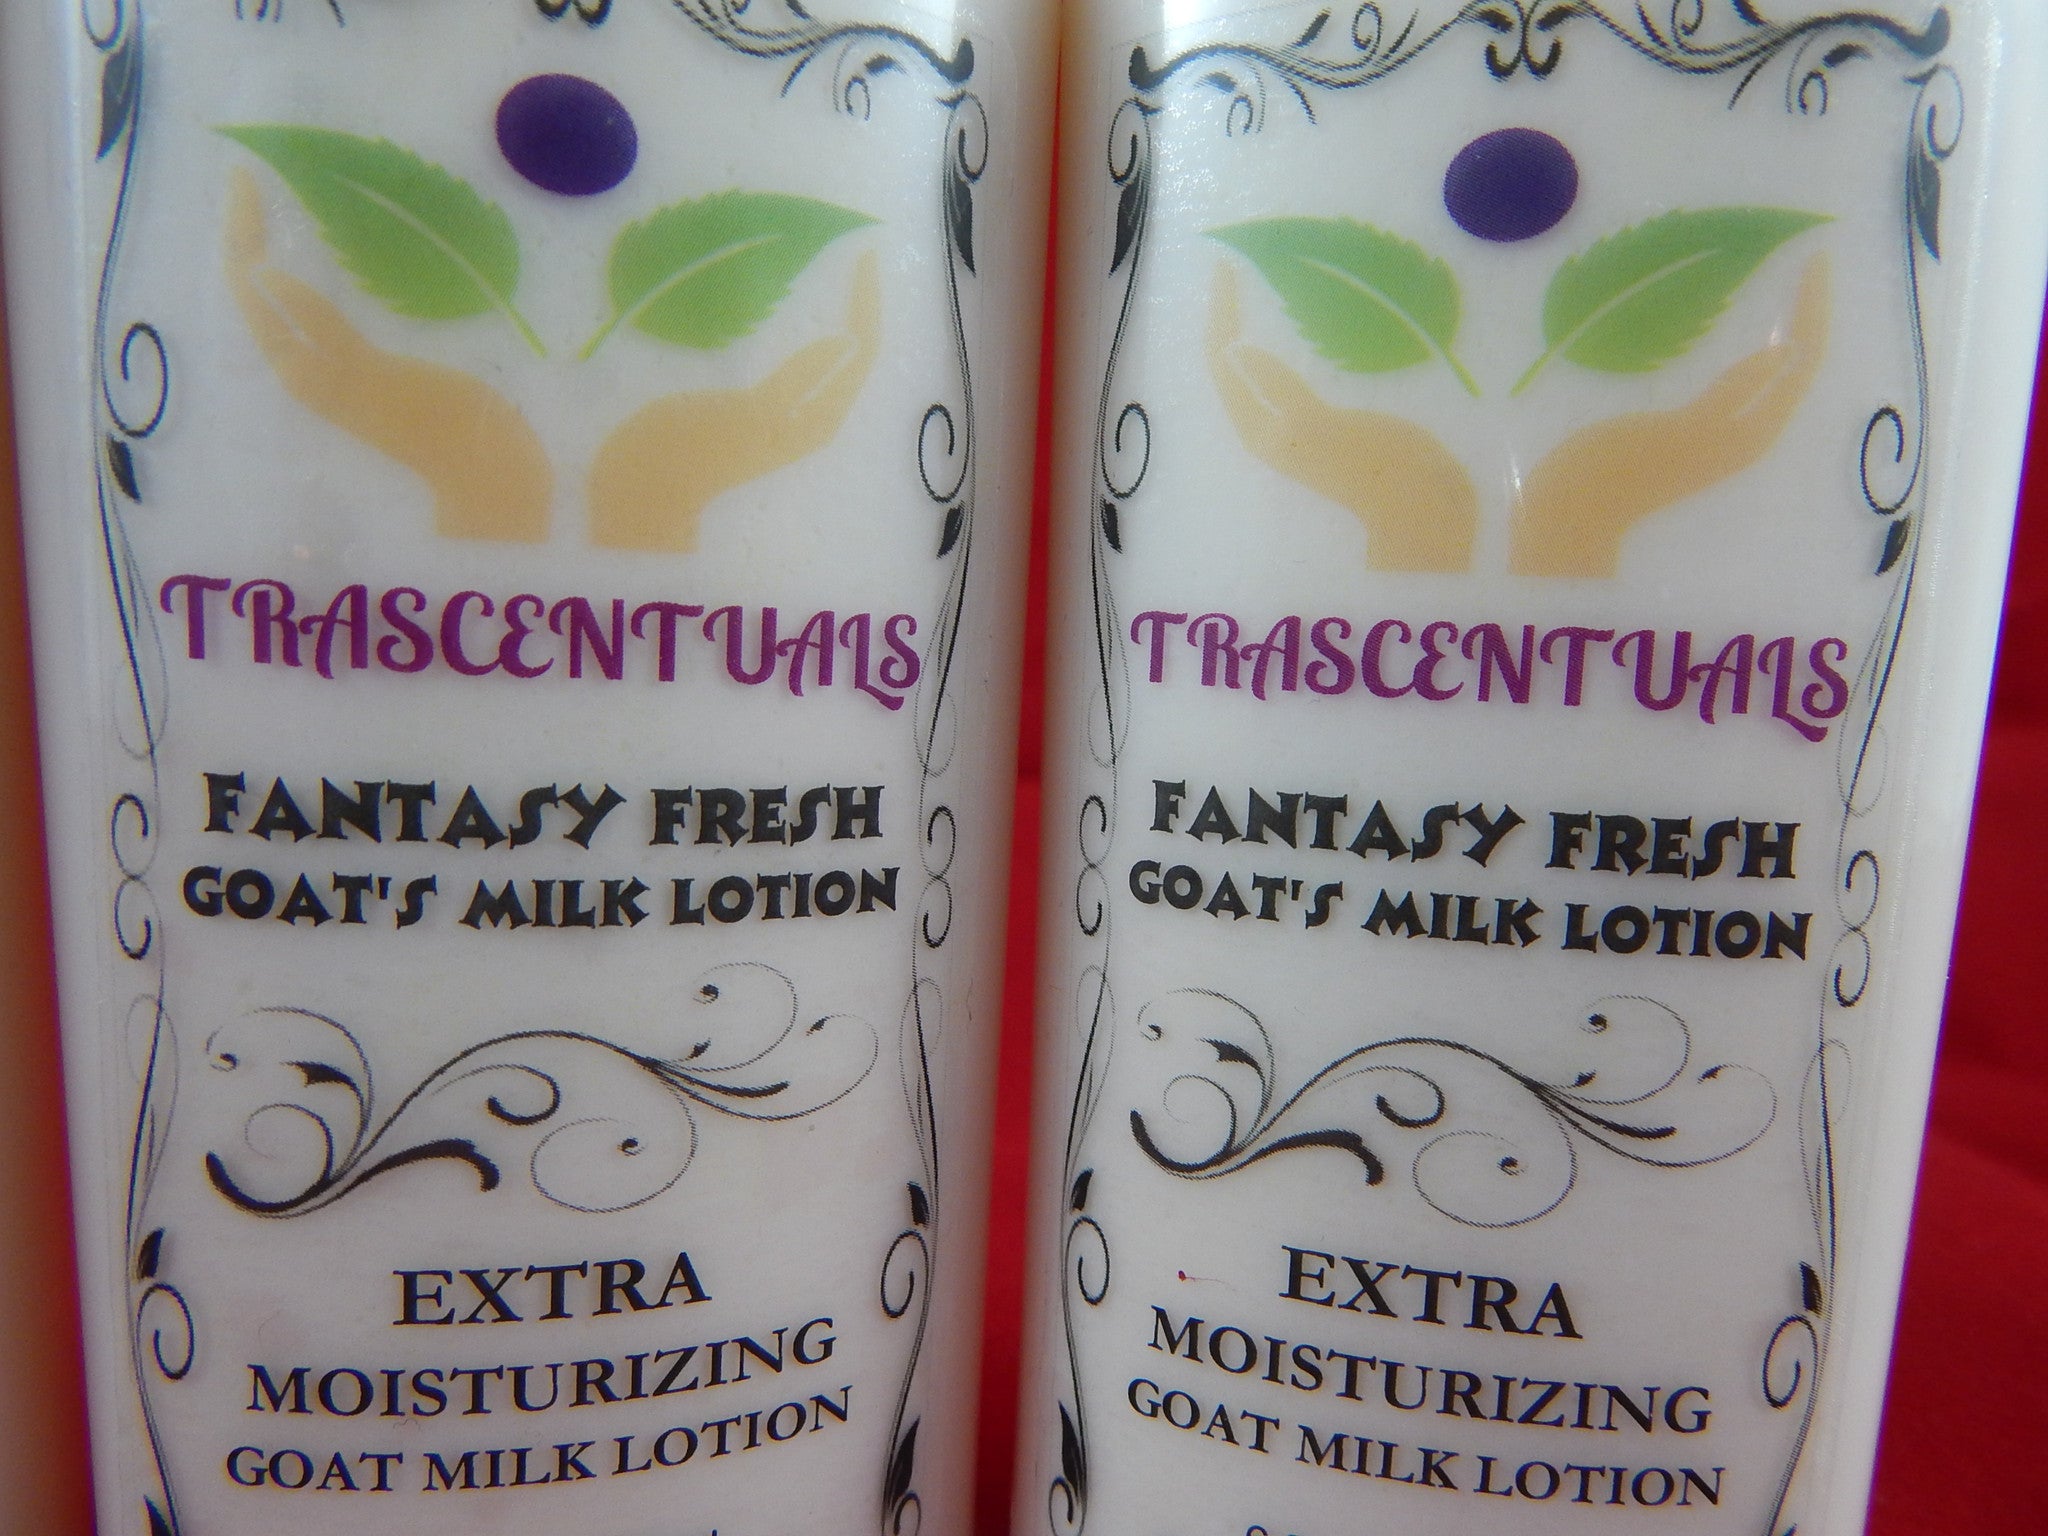 TRASCENTUALS
FANTASY FRESH
GOAT'S MILK LOTION
EXTRA
MOISTURIZING
GOAT MILK LOTION
TRASCENTUALS
FANTASY FRESH
GOAT'S MILK LOTION
EXTRA
MOISTURIZING
GOAT MILK LOTION